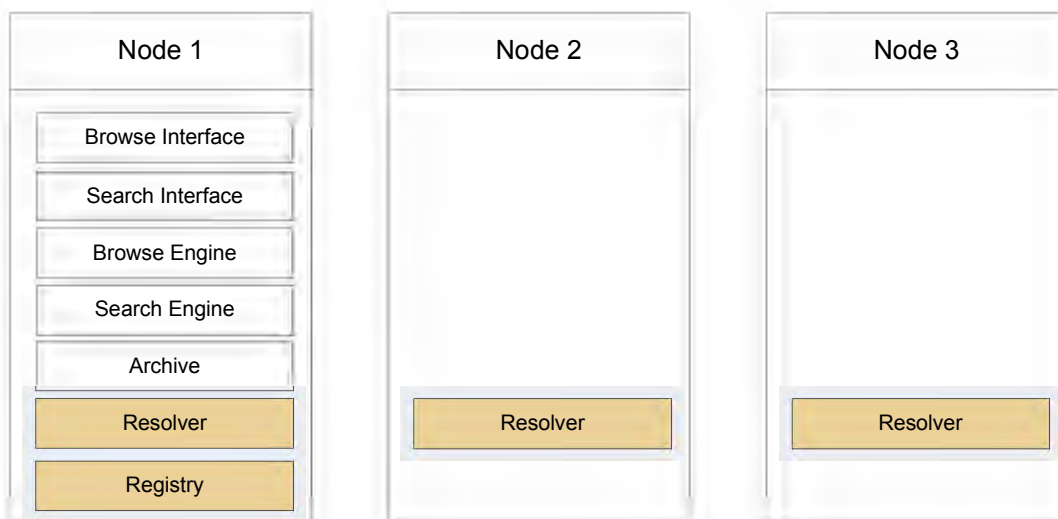 Node 1
Node 2
Node 3
Browse Interface
Search Interface
Browse Engine
Search Engine
Archive
Resolver
Resolver
Resolver
Registry